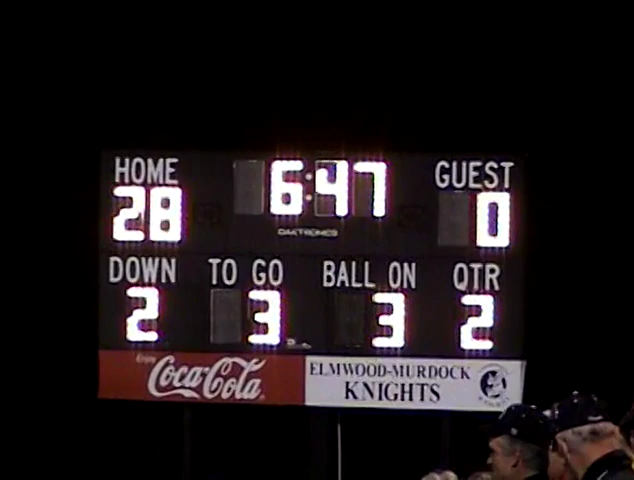 HOME 6:47 GUEST
28 0
DAKTRONICS
DOWN TO GO BALL ON QTR
2 3 3 2
Enjoy
Coca-Cola
ELMWOOD-MURDOCK
KNIGHTS